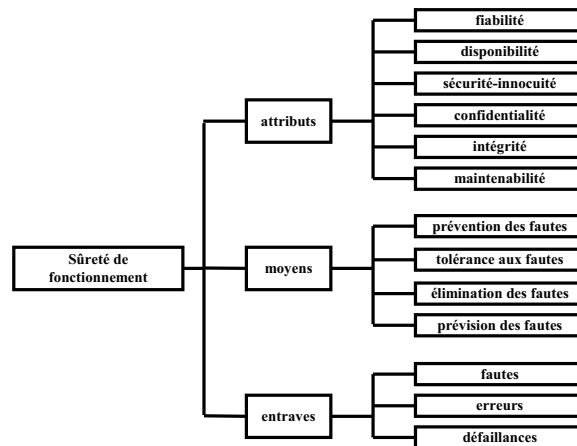 fiabilité
disponibilité
sécurité-innocuité
attributs
confidentialité
intégrité
maintenabilité
prévention des fautes
Sûreté de
fonctionnement
moyens
tolérance aux fautes
élimination des fautes
prévision des fautes
fautes
entraves
erreurs
défaillances